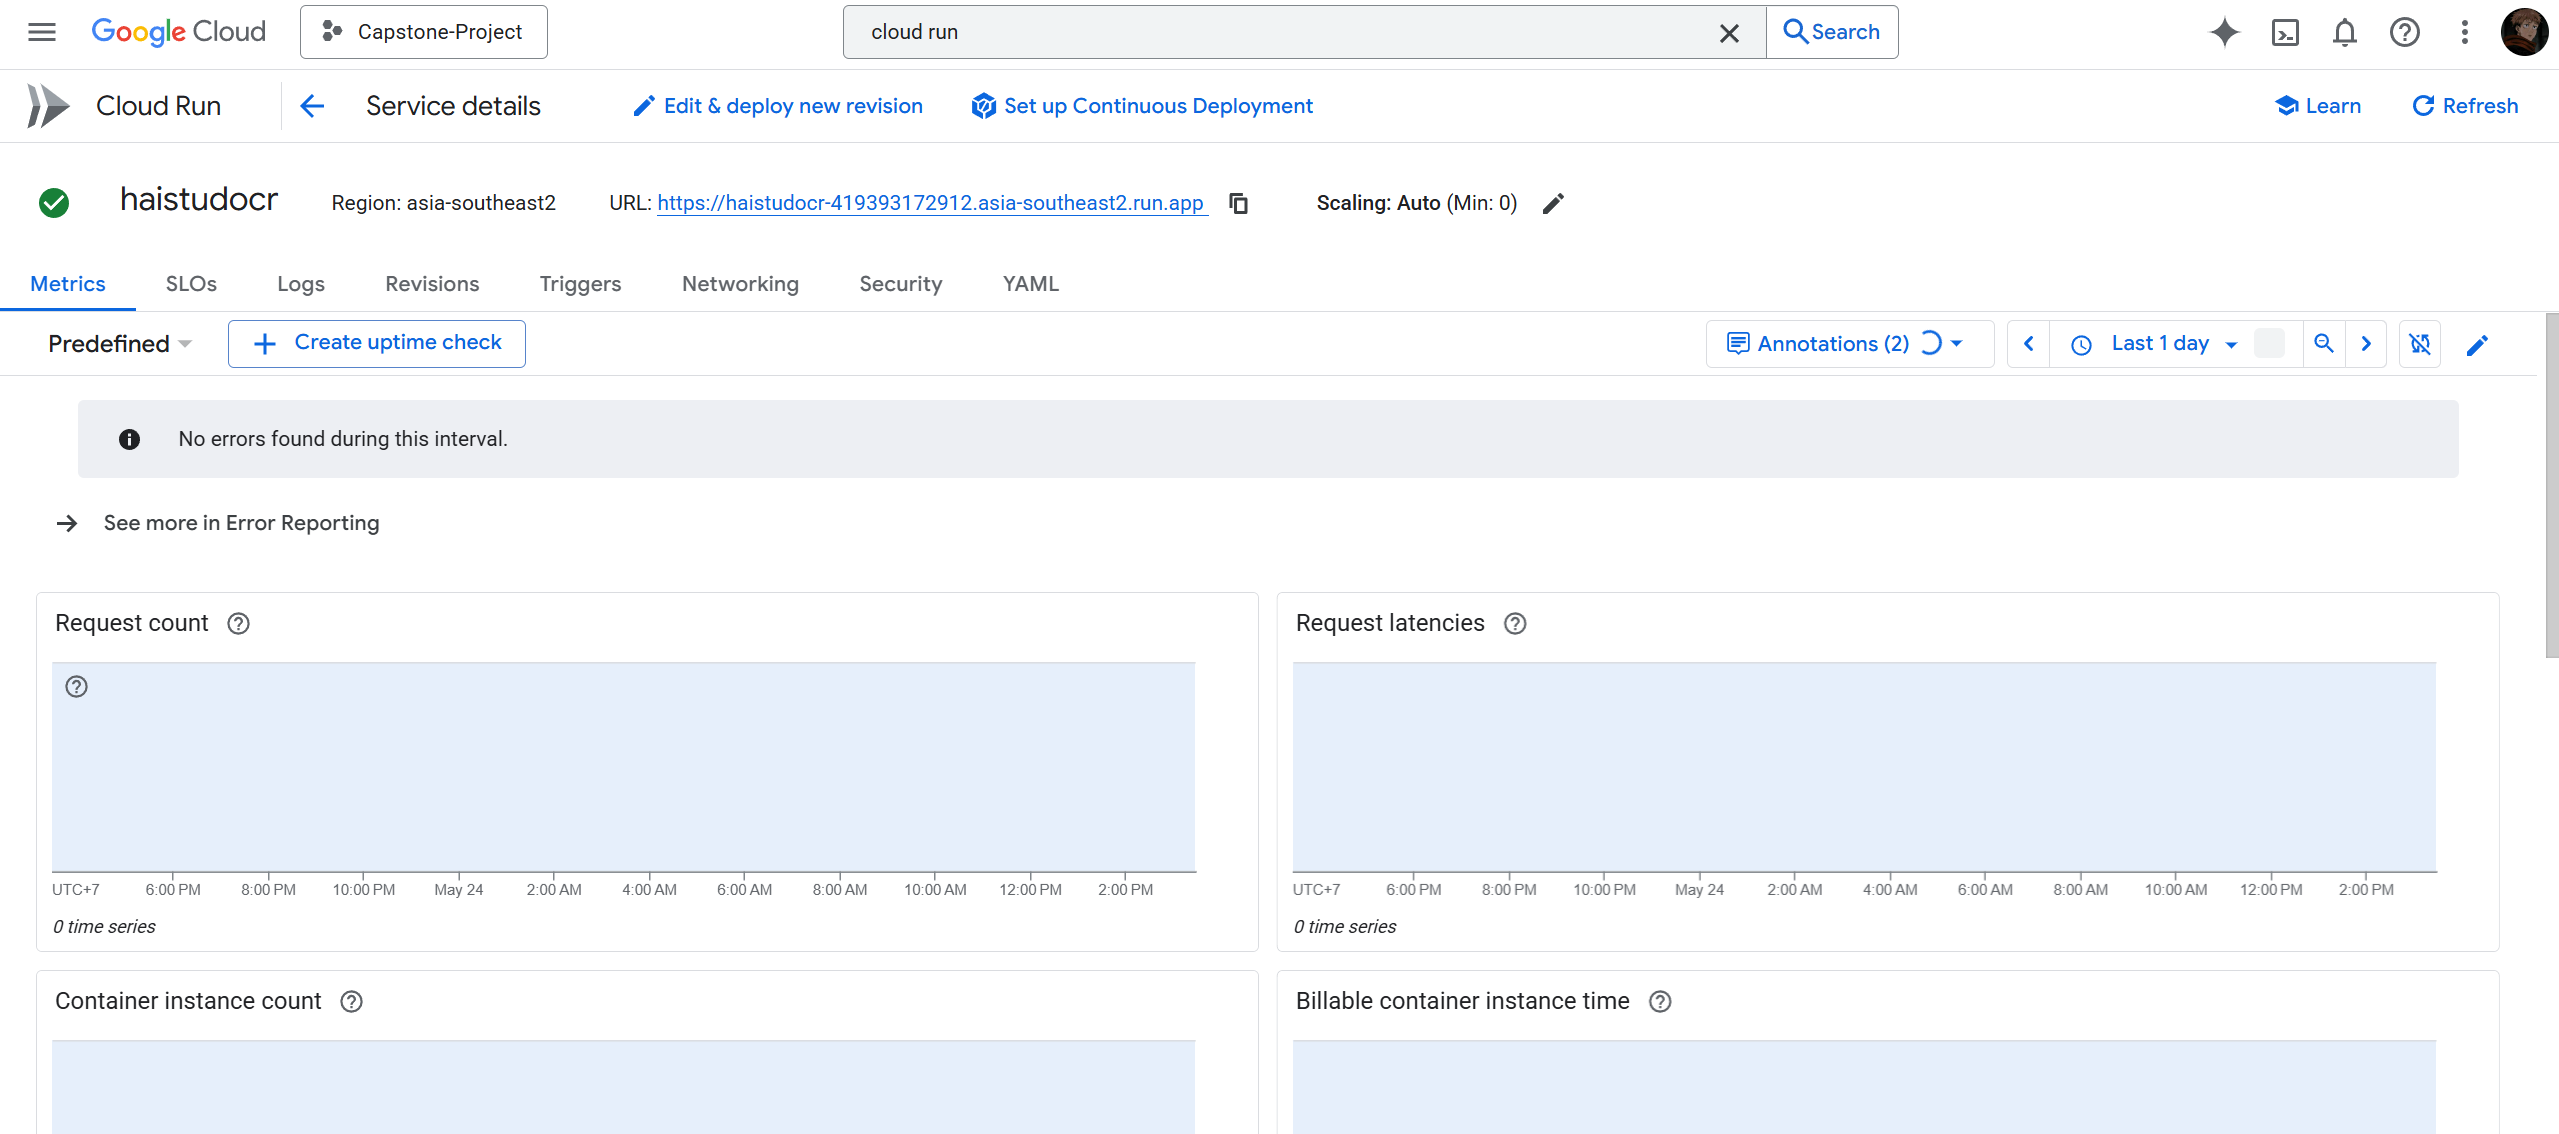 Google Cloud
Capstone-Project
cloud run
Search
Cloud Run
Service details
Edit & deploy new revision
Set up Continuous Deployment
Learn
Refresh
haistudocr
Region: asia-southeast2
URL: https://haistudocr-419393172912.asia-southeast2.run.app
Scaling: Auto (Min: 0)
Metrics
SLOs
Logs
Revisions
Triggers
Networking
Security
YAML
Predefined
Create uptime check
Annotations (2)
Last 1 day
No errors found during this interval.
See more in Error Reporting
Request count
UTC+7 6:00 PM 8:00 PM 10:00 PM May 24 2:00 AM 4:00 AM 6:00 AM 8:00 AM 10:00 AM 12:00 PM 2:00 PM
0 time series
Request latencies
UTC+7 6:00 PM 8:00 PM 10:00 PM May 24 2:00 AM 4:00 AM 6:00 AM 8:00 AM 10:00 AM 12:00 PM 2:00 PM
0 time series
Container instance count
Billable container instance time